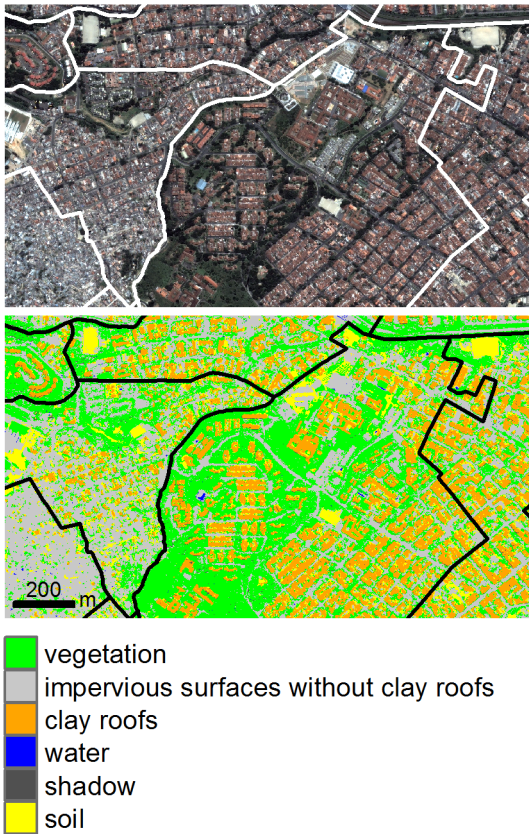 200
m
vegetation
impervious surfaces without clay roofs
clay roofs
water
shadow
soil